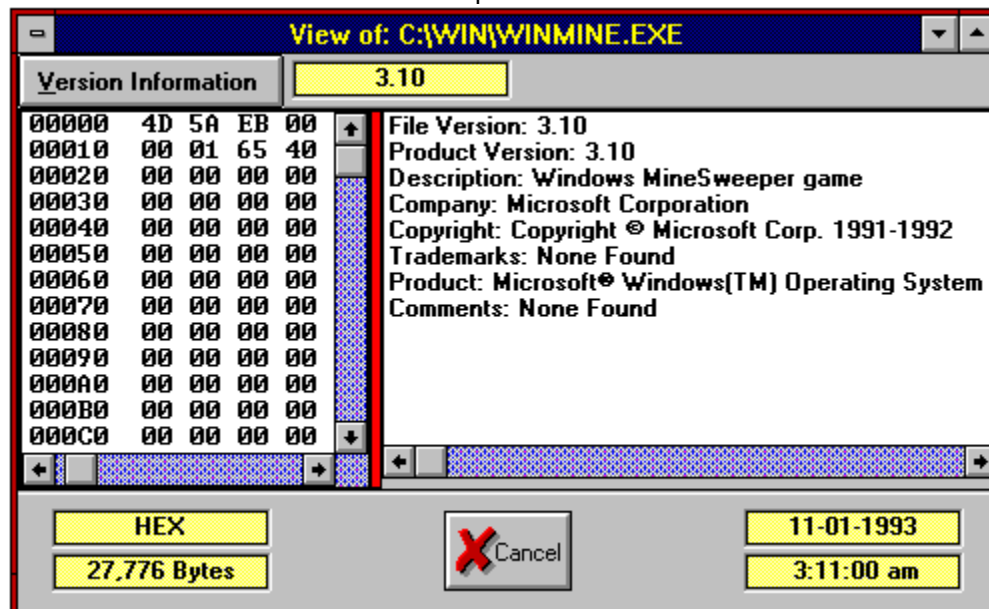 View of: C:\WIN\WINMINE.EXE
Version Information 3.10
00000 4D 5A EB 00
00010 00 01 65 40
00020 00 00 00 00
00030 00 00 00 00
00040 00 00 00 00
00050 00 00 00 00
00060 00 00 00 00
00070 00 00 00 00
00080 00 00 00 00
00090 00 00 00 00
000A0 00 00 00 00
000B0 00 00 00 00
000C0 00 00 00 00
File Version: 3.10
Product Version: 3.10
Description: Windows MineSweeper game
Company: Microsoft Corporation
Copyright: Copyright © Microsoft Corp. 1991-1992
Trademarks: None Found
Product: Microsoft® Windows(TM) Operating System
Comments: None Found
HEX
27,776 Bytes
Cancel
11-01-1993
3:11:00 am